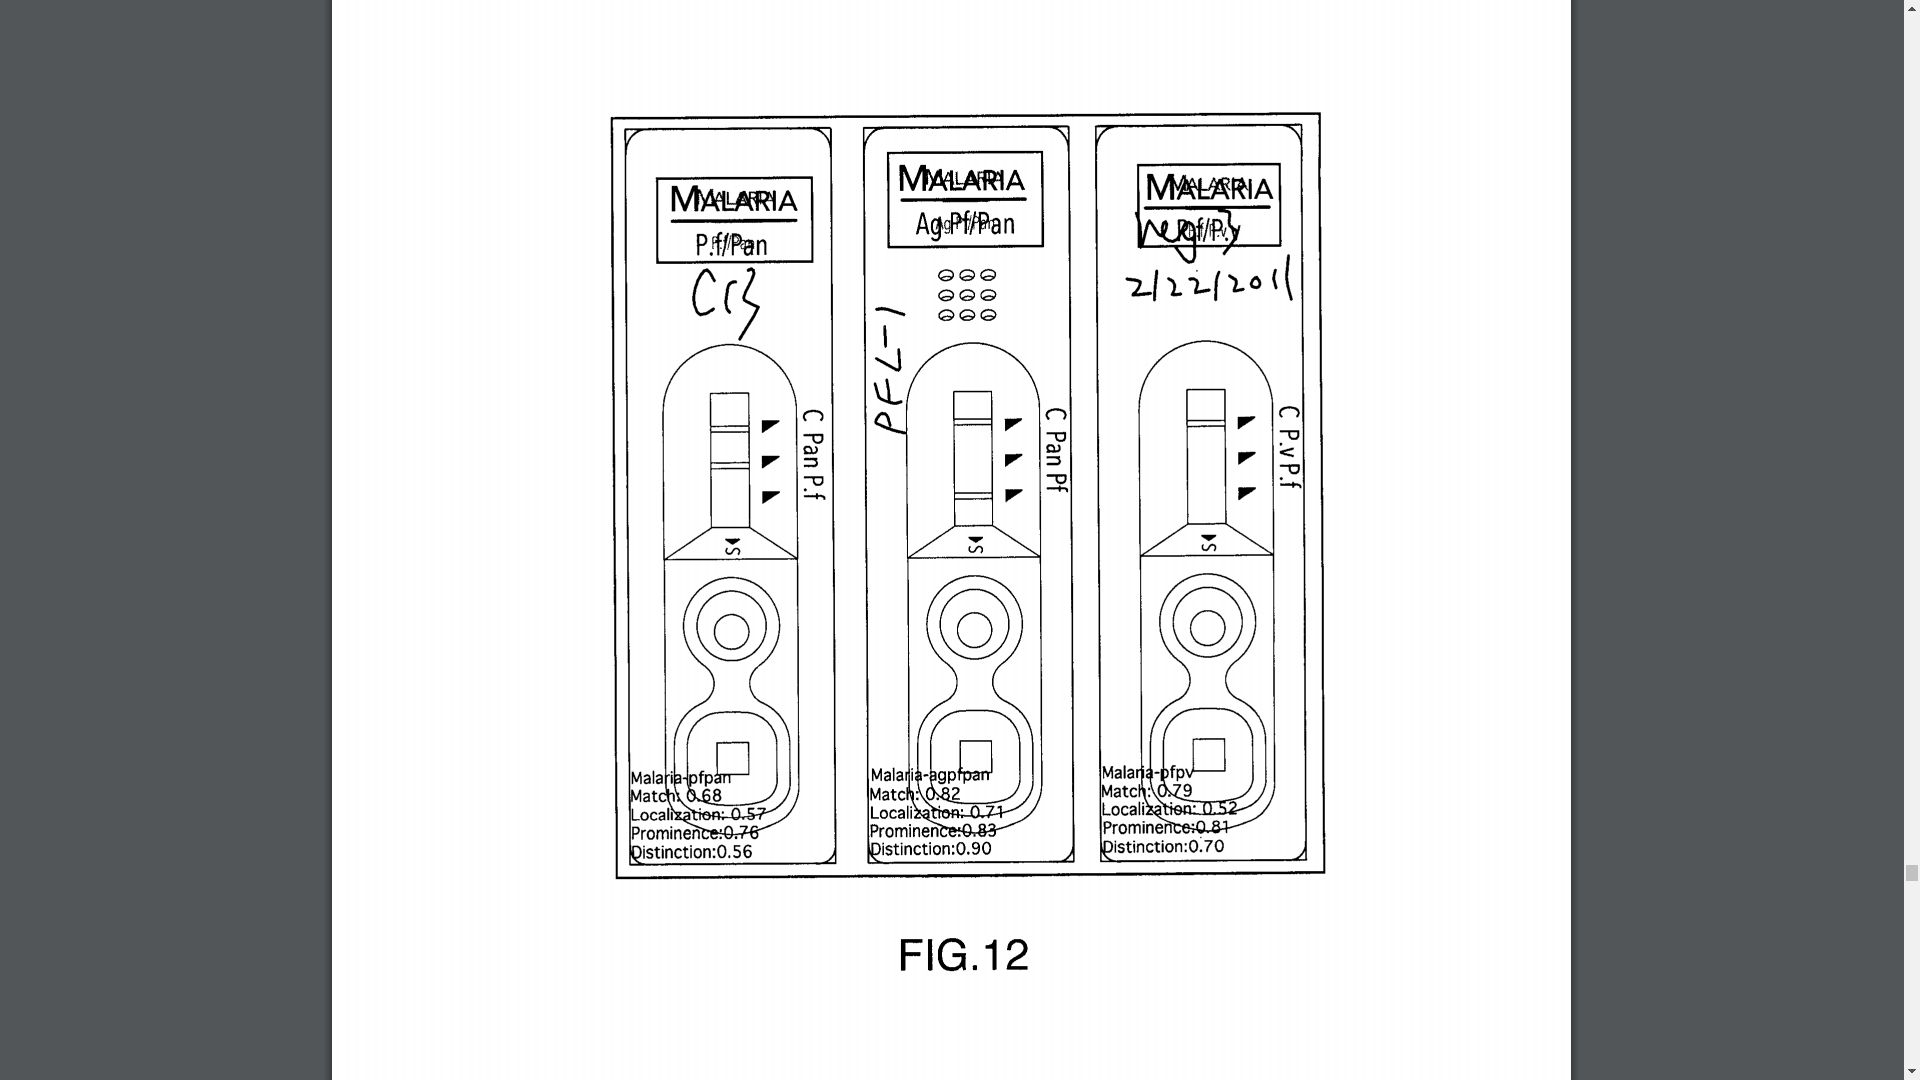 MALARIA
P.f/Pan
C13
C Pan P.f
S
Malaria-pfpan
Match: 0.68
Localization: 0.57
Prominence:0.76
Distinction:0.56
MALARIA
Ag Pf/Pan
PFL-1
C Pan Pf
S
Malaria-agpfpan
Match: 0.82
Localization: 0.71
Prominence:0.83
Distinction:0.90
MALARIA
2/22/2011
C P.v P.f
S
Malaria-pfpv
Match: 0.79
Localization: 0.52
Prominence:0.81
Distinction:0.70
FIG.12